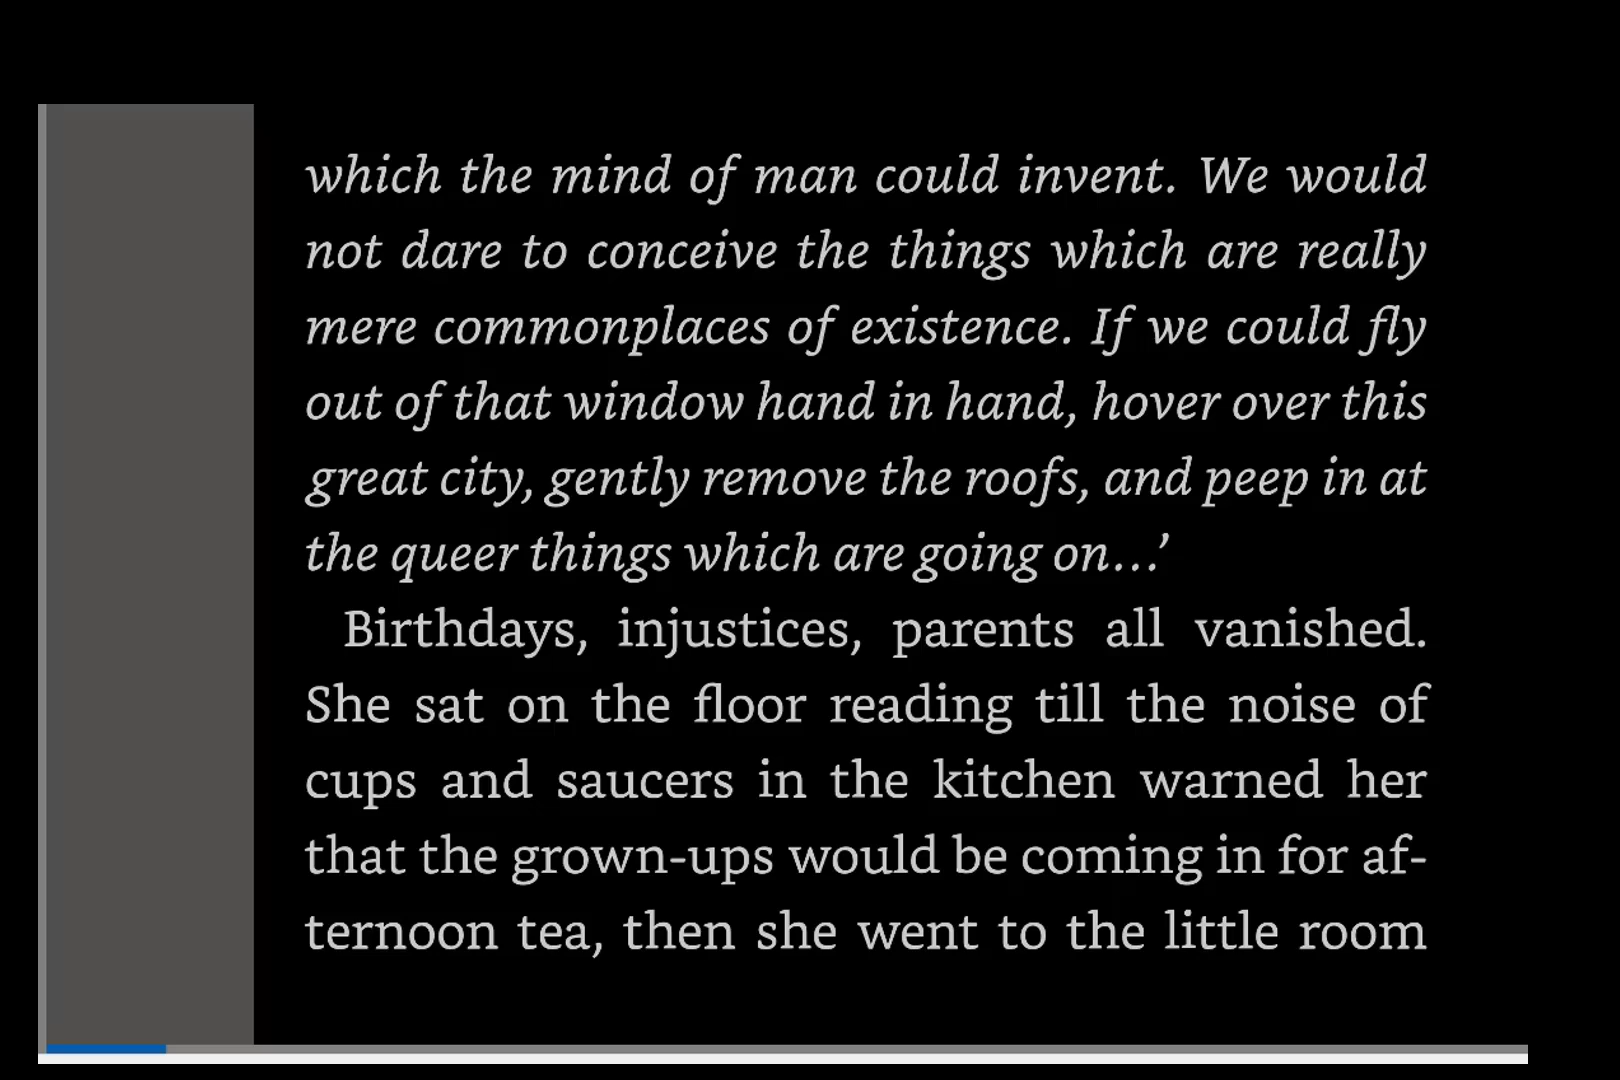 which the mind of man could invent. We would
not dare to conceive the things which are really
mere commonplaces of existence. If we could fly
out of that window hand in hand, hover over this
great city, gently remove the roofs, and peep in at
the queer things which are going on…’
Birthdays, injustices, parents all vanished.
She sat on the floor reading till the noise of
cups and saucers in the kitchen warned her
that the grown-ups would be coming in for af-
ternoon tea, then she went to the little room